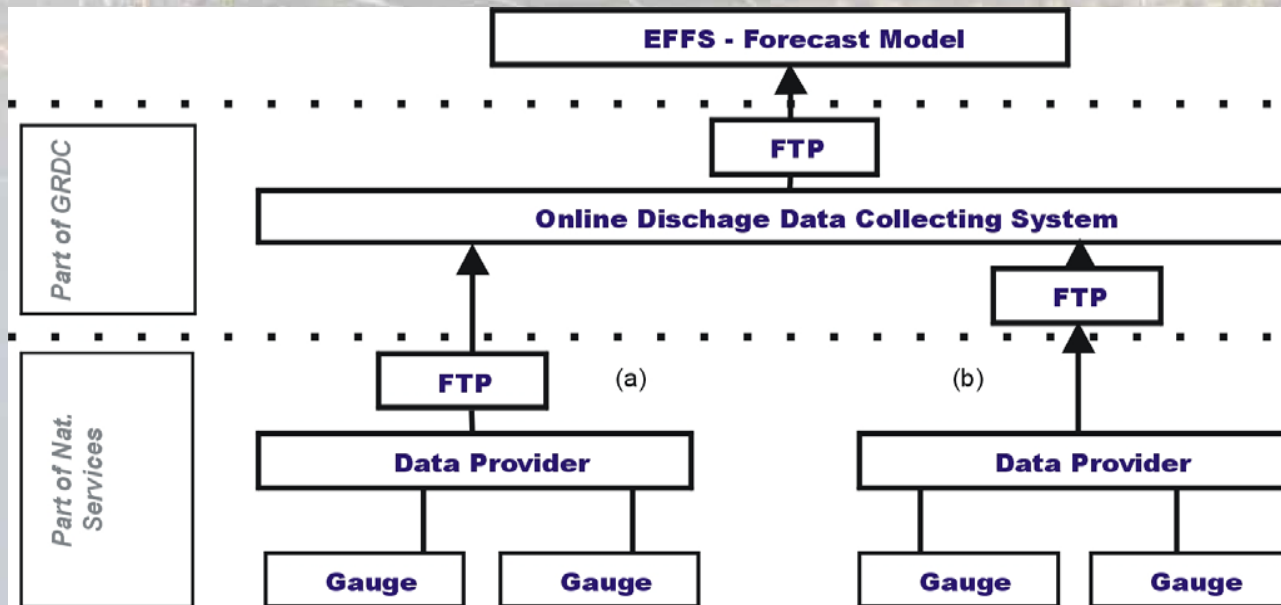 EFFS - Forecast Model
Part of GRDC
FTP
Online Dischage Data Collecting System
FTP
Part of Nat.
Services
FTP
(a)
(b)
Data Provider
Data Provider
Gauge
Gauge
Gauge
Gauge